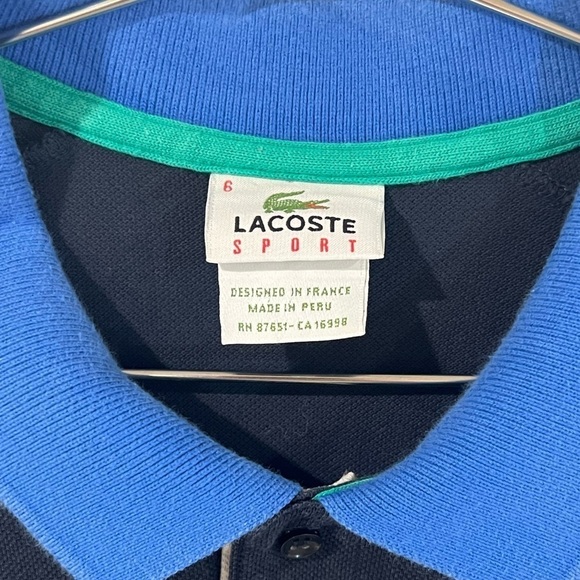 6
LACOSTE
SPORT
DESIGNED IN FRANCE
MADE IN PERU
RN 87651-CA 16998